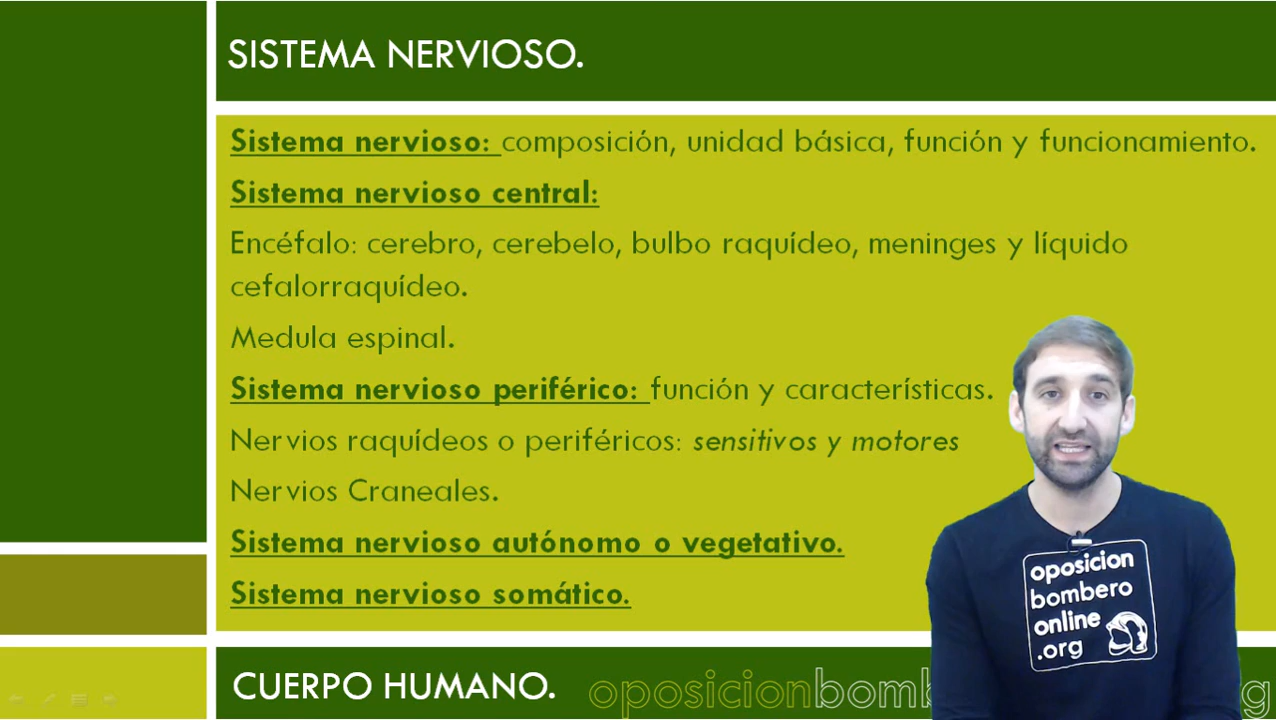 SISTEMA NERVIOSO.
Sistema nervioso: composición, unidad básica, función y funcionamiento.
Sistema nervioso central:
Encéfalo: cerebro, cerebelo, bulbo raquídeo, meninges y líquido
cefalorraquídeo.
Medula espinal.
Sistema nervioso periférico: función y características.
Nervios raquídeos o periféricos: sensitivos y motores
Nervios Craneales.
Sistema nervioso autónomo o vegetativo.
Sistema nervioso somático.
oposicion
bombero
online
.org
CUERPO HUMANO.